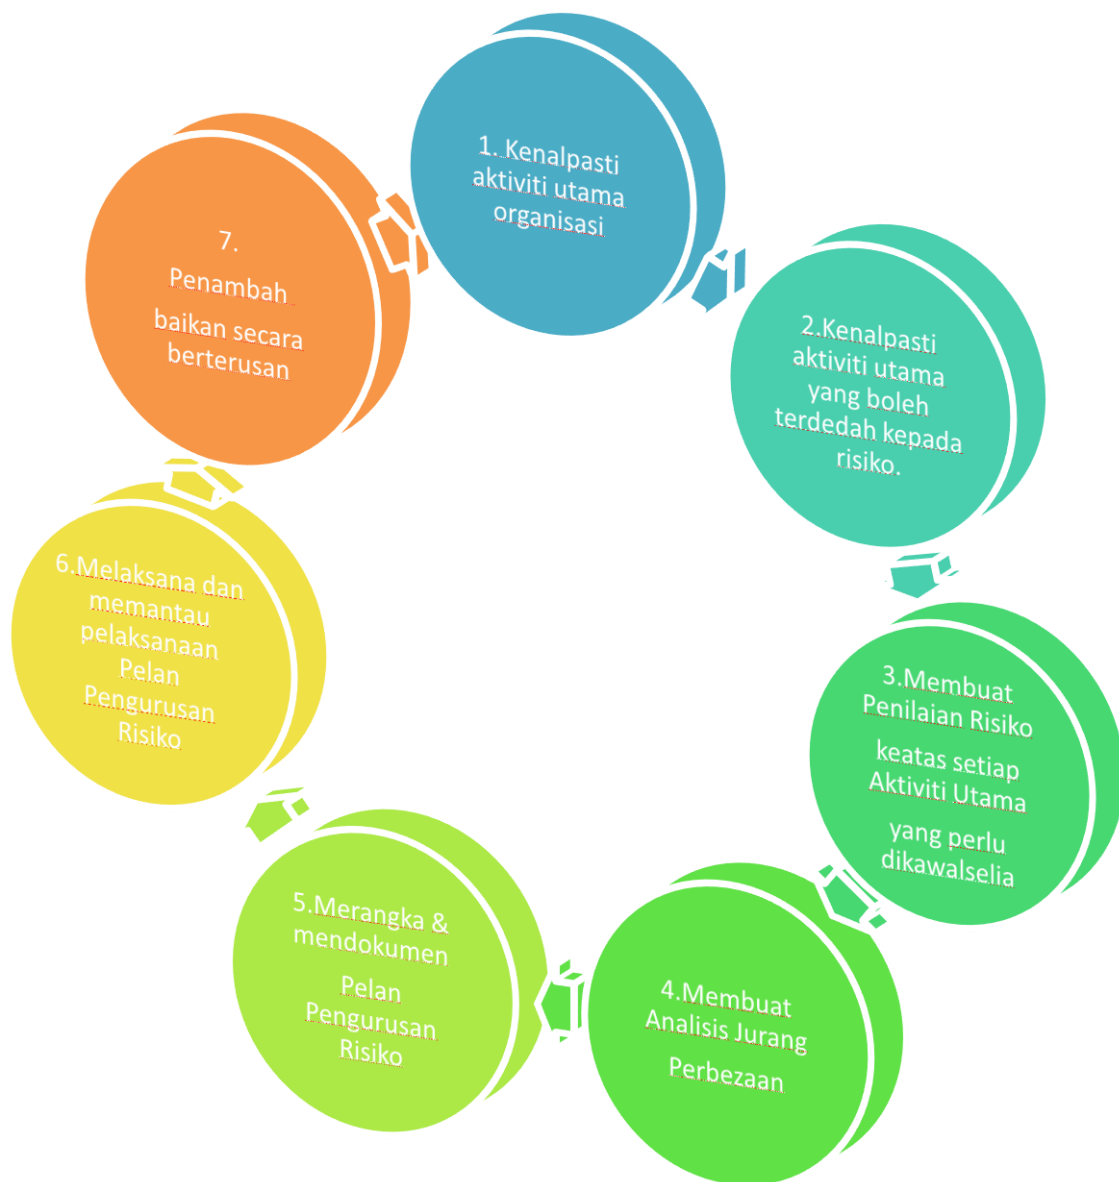 1. Kenalpasti
aktiviti utama
organisasi
2.Kenalpasti
aktiviti utama
yang boleh
terdedah kepada
risiko.
3.Membuat
Penilaian Risiko
keatas setiap
Aktiviti Utama
yang perlu
dikawalselia
4.Membuat
Analisis Jurang
Perbezaan
5.Merangka &
mendokumen
Pelan
Pengurusan
Risiko
6.Melaksana dan
memantau
pelaksanaan
Pelan
Pengurusan
Risiko
7.
Penambah
baikan secara
berterusan